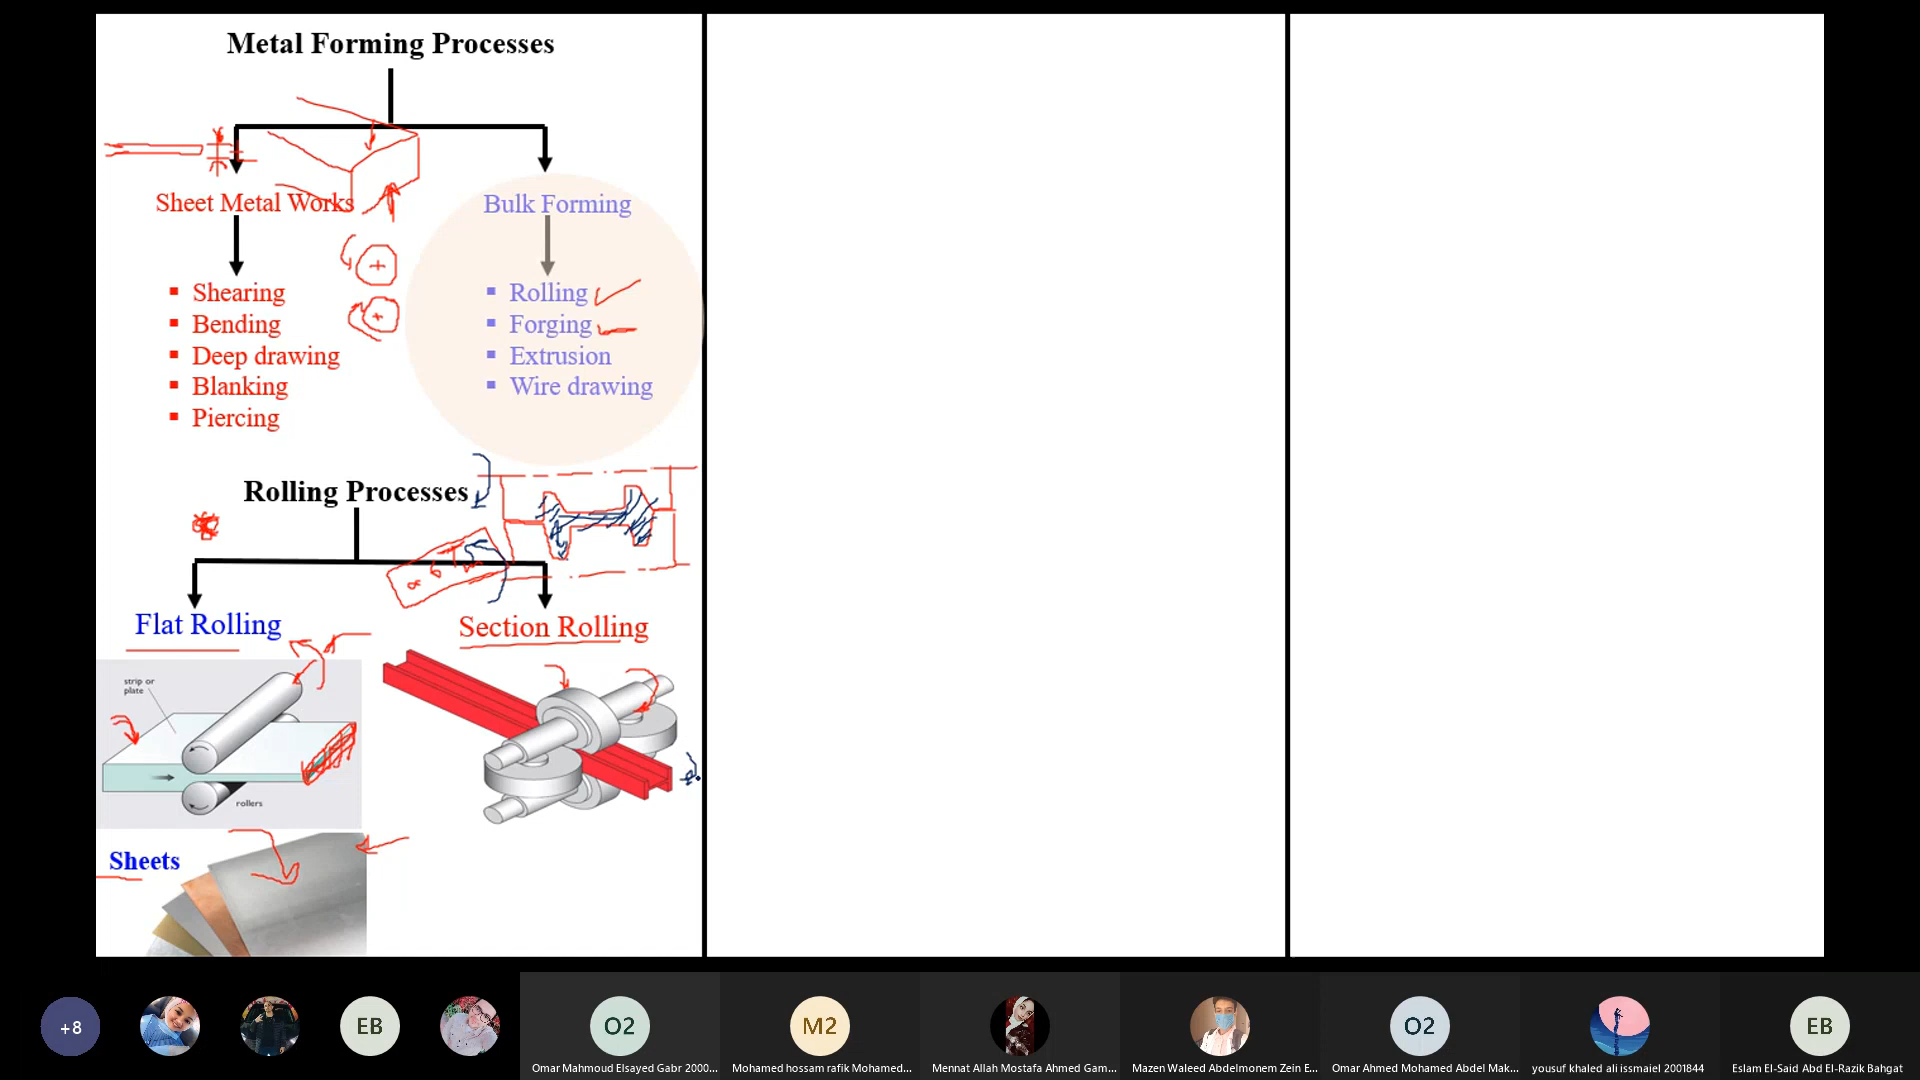 Metal Forming Processes
Sheet Metal Works
Bulk Forming
▪ Shearing
▪ Bending
▪ Deep drawing
▪ Blanking
▪ Piercing
▪ Rolling
▪ Forging
▪ Extrusion
▪ Wire drawing
Rolling Processes
Flat Rolling
Section Rolling
strip or
plate
rollers
Sheets
+8
EB
O2
M2
O2
EB
Omar Mahmoud Elsayed Gabr 2000...
Mohamed hossam rafik Mohamed...
Mennat Allah Mostafa Ahmed Gam...
Mazen Waleed Abdelmonem Zein E...
Omar Ahmed Mohamed Abdel Mak...
yousuf khaled ali issmaiel 2001844
Eslam El-Said Abd El-Razik Bahgat